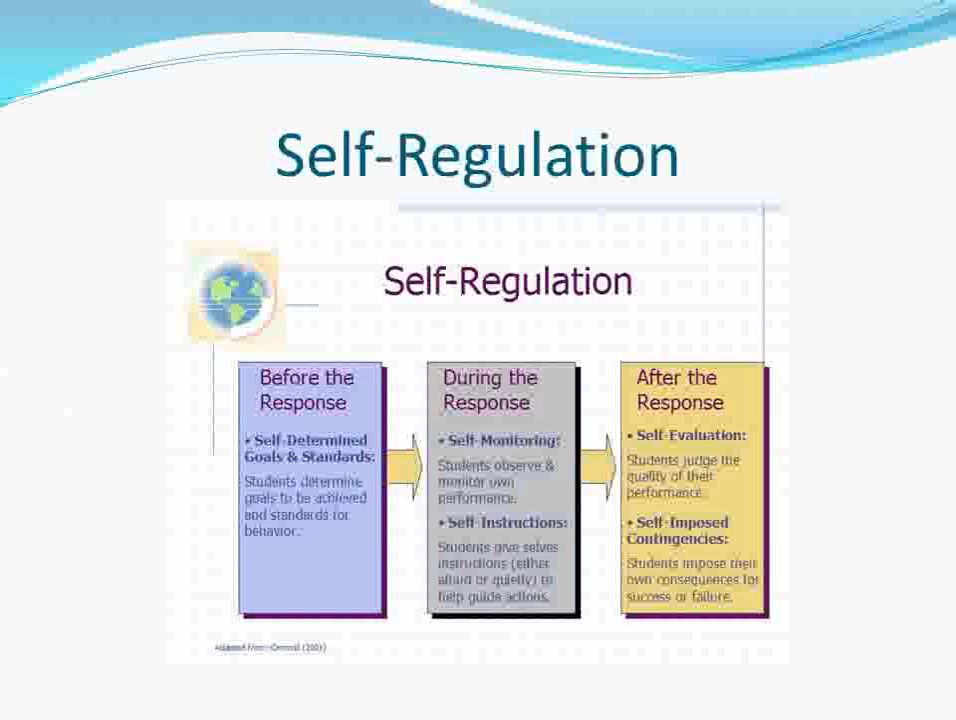 Self-Regulation
Self-Regulation
Before the
Response
• Self-Determined
Goals & Standards:
Students determine
goals to be achieved
and standards for
behavior.
During the
Response
• Self-Monitoring:
Students observe &
monitor own
performance.
• Self-Instructions:
Students give selves
instructions (either
aloud or quietly) to
help guide actions.
After the
Response
• Self-Evaluation:
Students judge the
quality of their
performance.
• Self-Imposed
Contingencies:
Students impose their
own consequences for
success or failure.
Adapted from